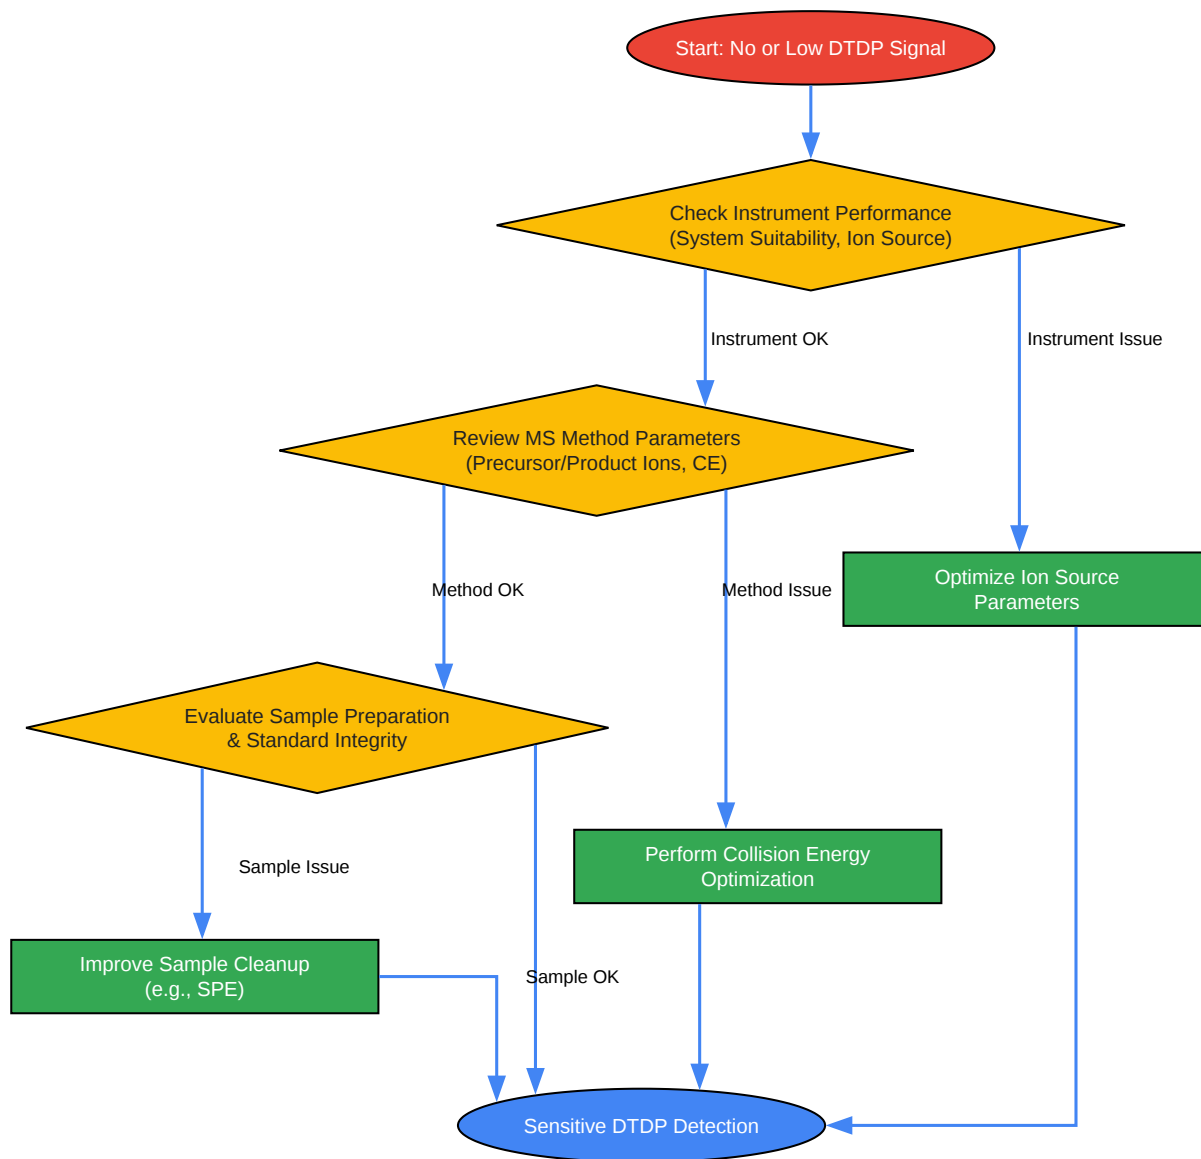 Start: No or Low DTDP Signal
Check Instrument Performance
(System Suitability, Ion Source)
Instrument OK
Instrument Issue
Review MS Method Parameters
(Precursor/Product Ions, CE)
Optimize Ion Source
Parameters
Method OK
Method Issue
Evaluate Sample Preparation
& Standard Integrity
Perform Collision Energy
Optimization
Sample Issue
Improve Sample Cleanup
(e.g., SPE)
Sample OK
Sensitive DTDP Detection